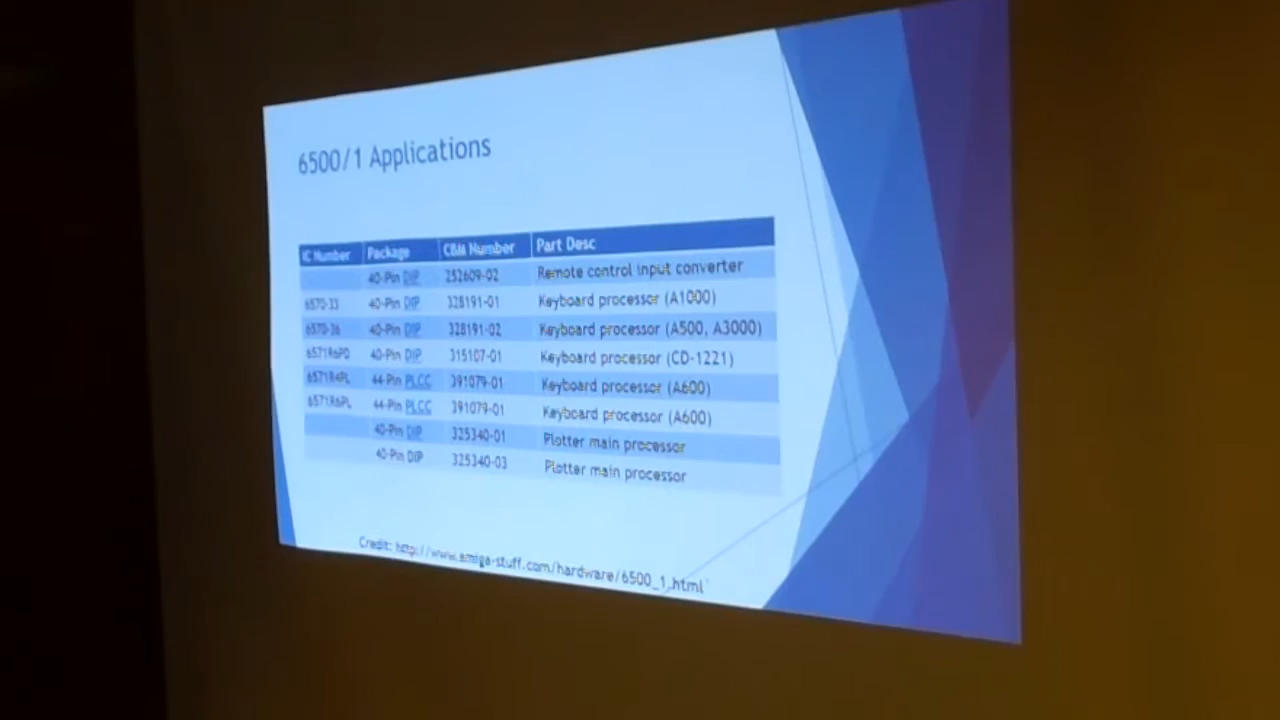 6500/1 Applications
IC Number Package CBM Number Part Desc
40-Pin DIP 252609-02 Remote control input converter
6570-33 40-Pin DIP 328191-01 Keyboard processor (A1000)
6570-36 40-Pin DIP 328191-02 Keyboard processor (A500, A3000)
6571R6PD 40-Pin DIP 315107-01 Keyboard processor (CD-1221)
6571R4PL 44-Pin PLCC 391079-01 Keyboard processor (A600)
6571R6PL 44-Pin PLCC 391079-01 Keyboard processor (A600)
40-Pin DIP 325340-01 Plotter main processor
40-Pin DIP 325340-03 Plotter main processor
Credit: http://www.amiga-stuff.com/hardware/6500_1.html